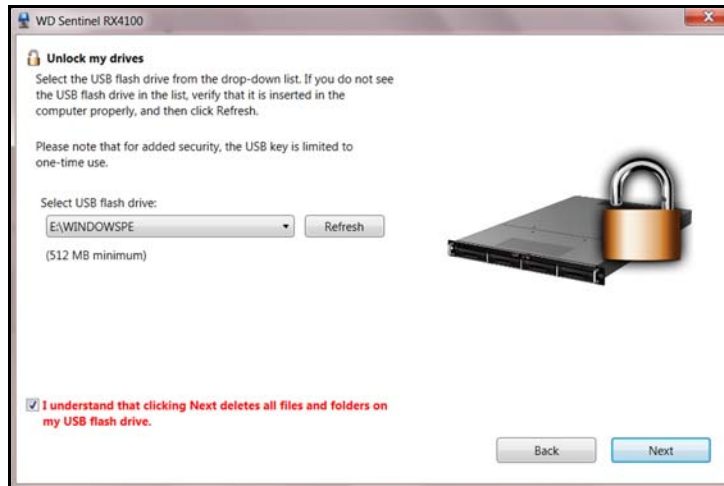 WD Sentinel RX4100
Unlock my drives
Select the USB flash drive from the drop-down list. If you do not see
the USB flash drive in the list, verify that it is inserted in the
computer properly, and then click Refresh.
Please note that for added security, the USB key is limited to
one-time use.
Select USB flash drive:
E:\WINDOWSPE
Refresh
(512 MB minimum)
I understand that clicking Next deletes all files and folders on
my USB flash drive.
Back
Next